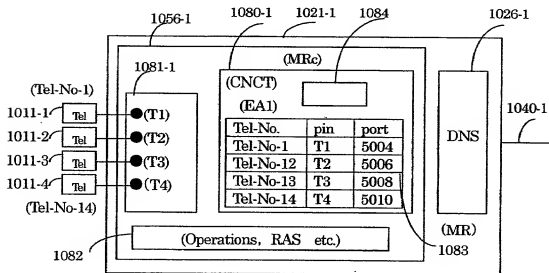 1056-1 1080-1 1021-1 1084 1026-1
(MRc)
(Tel-No-1) 1081-1 (CNCT)
(EA1)
1011-1 Tel (T1)
1011-2 Tel (T2)
1011-3 Tel (T3)
1011-4 Tel (T4)
(Tel-No-14)
Tel-No. pin port
Tel-No-1 T1 5004
Tel-No-12 T2 5006
Tel-No-13 T3 5008
Tel-No-14 T4 5010
DNS
1040-1
(MR)
1082 (Operations, RAS etc.) 1083